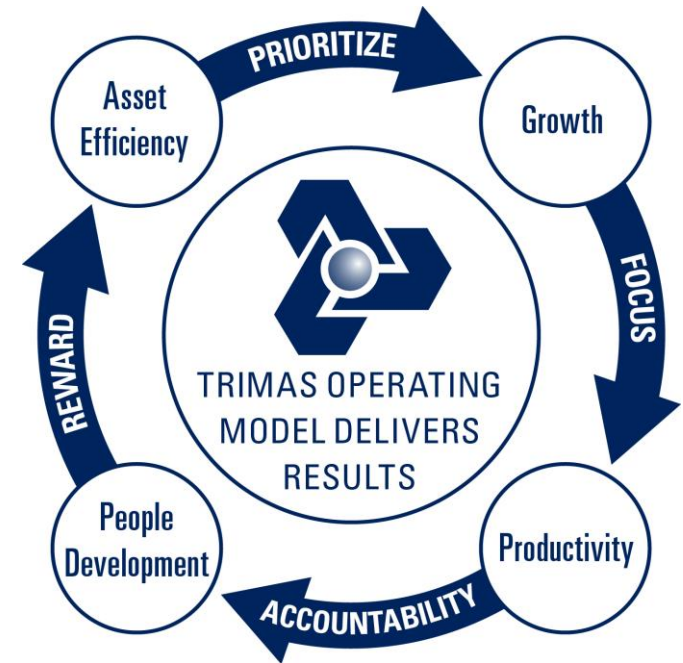 PRIORITIZE
Asset
Efficiency
Growth
FOCUS
REWARD
TRIMAS OPERATING
MODEL DELIVERS
RESULTS
People
Development
Productivity
ACCOUNTABILITY